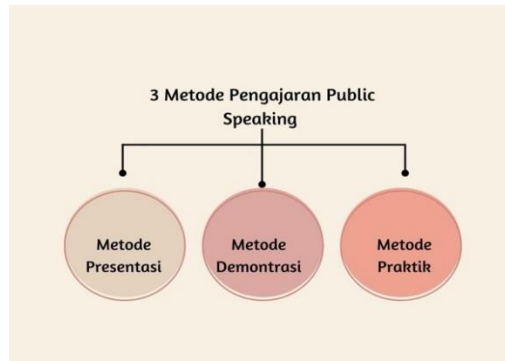 3 Metode Pengajaran Public
Speaking
Metode
Presentasi
Metode
Demontrasi
Metode
Praktik